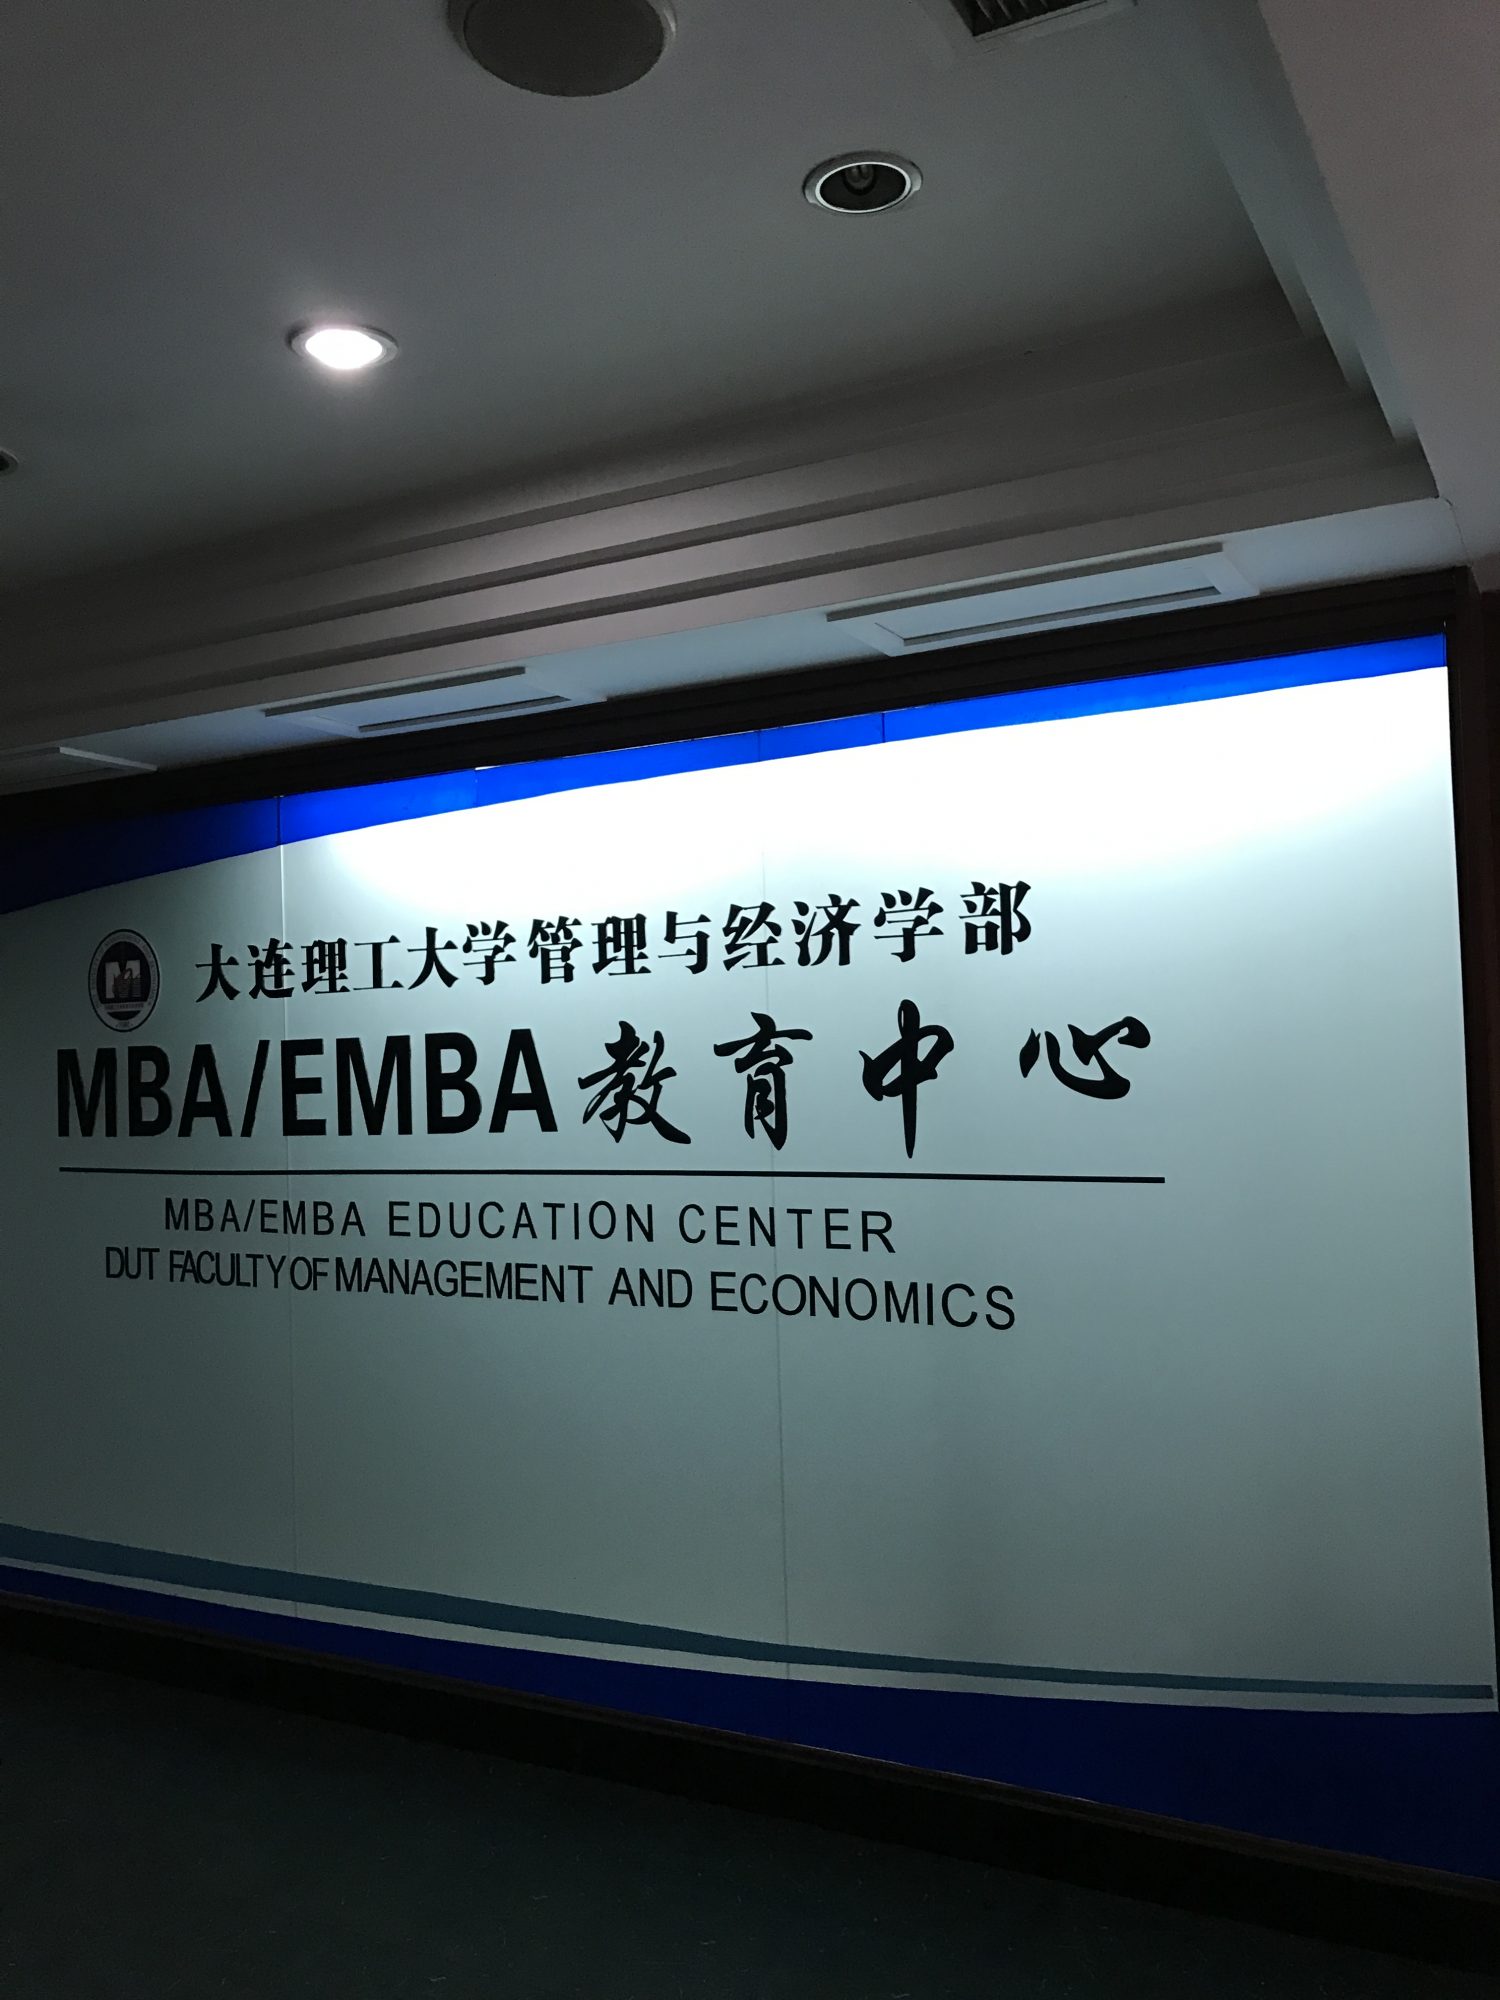 大连理工大学管理与经济学部
MBA/EMBA教育中心
MBA/EMBA EDUCATION CENTER
DUT FACULTY OF MANAGEMENT AND ECONOMICS